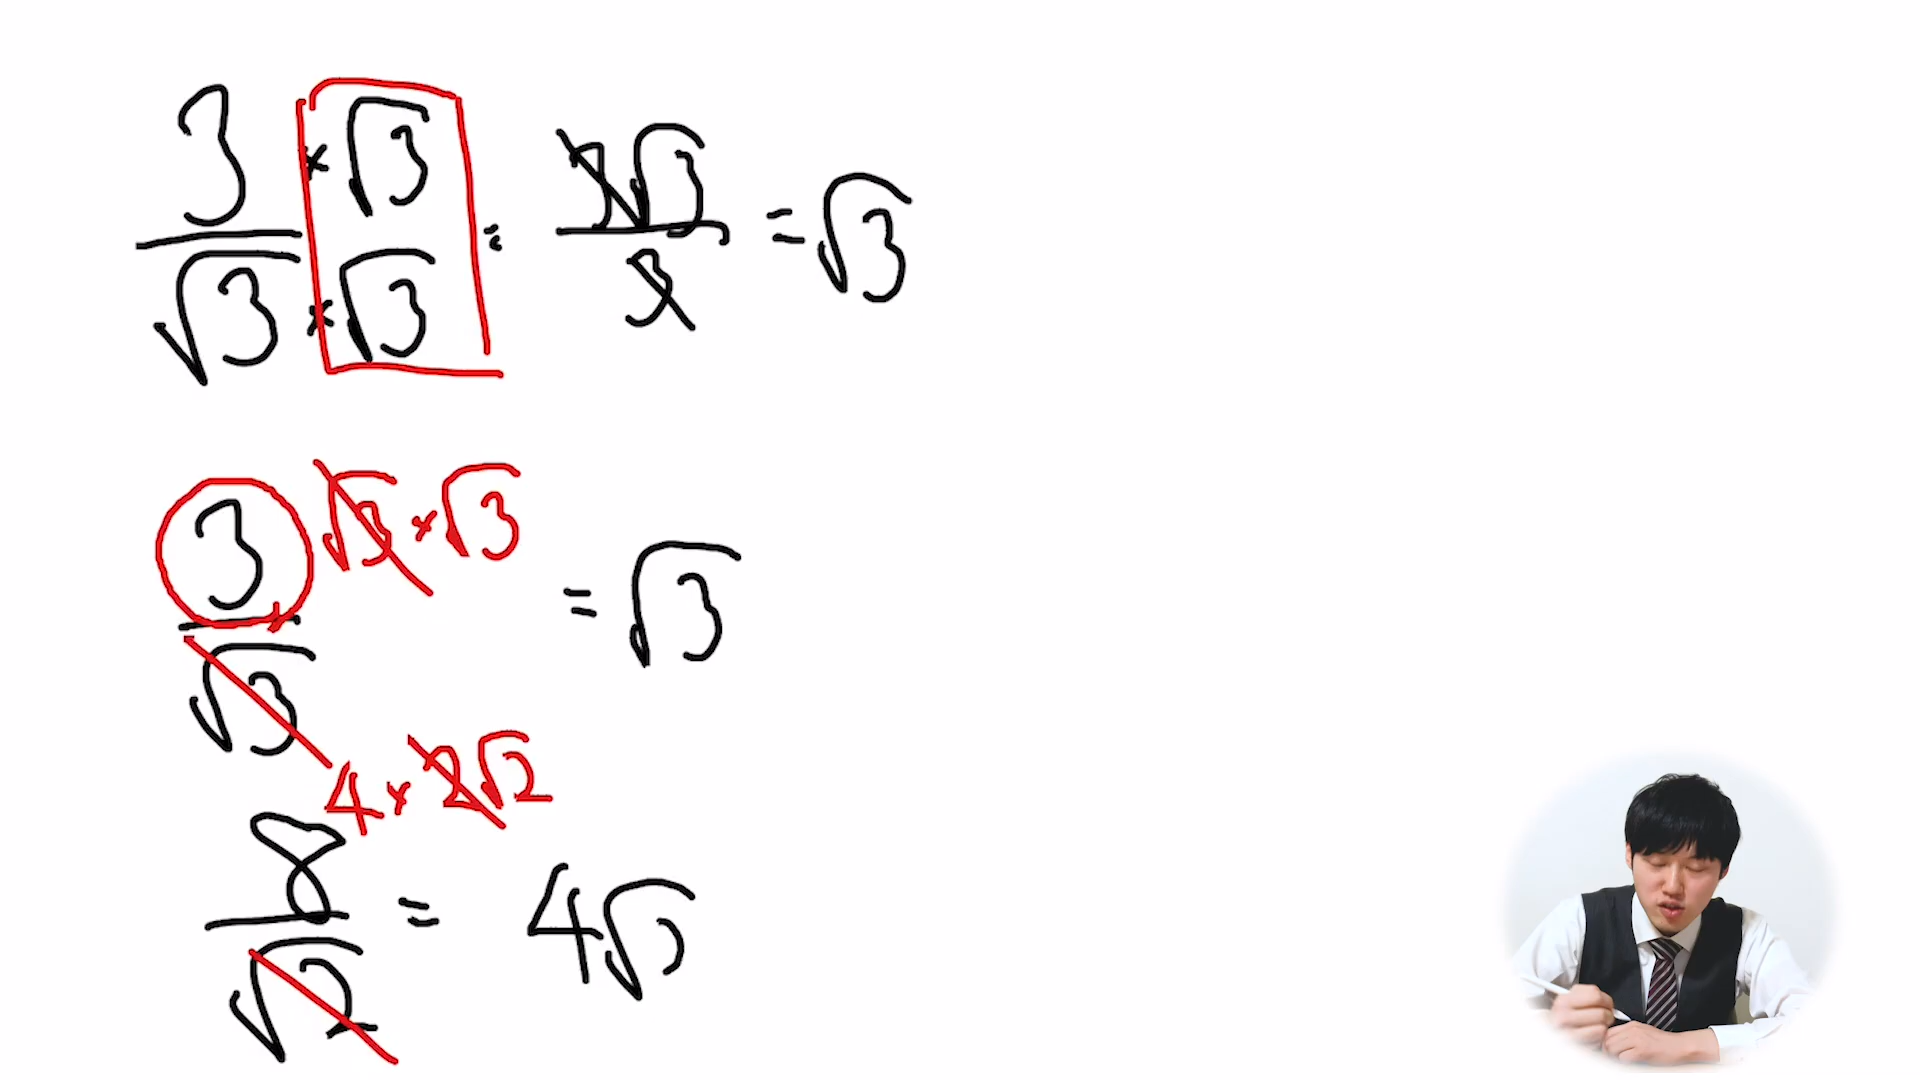 3/√3 × √3/√3 = 3√3/3 = √3
3 √3 × √3
/√3 = √3
4 × 2√2
8/√2 = 4√